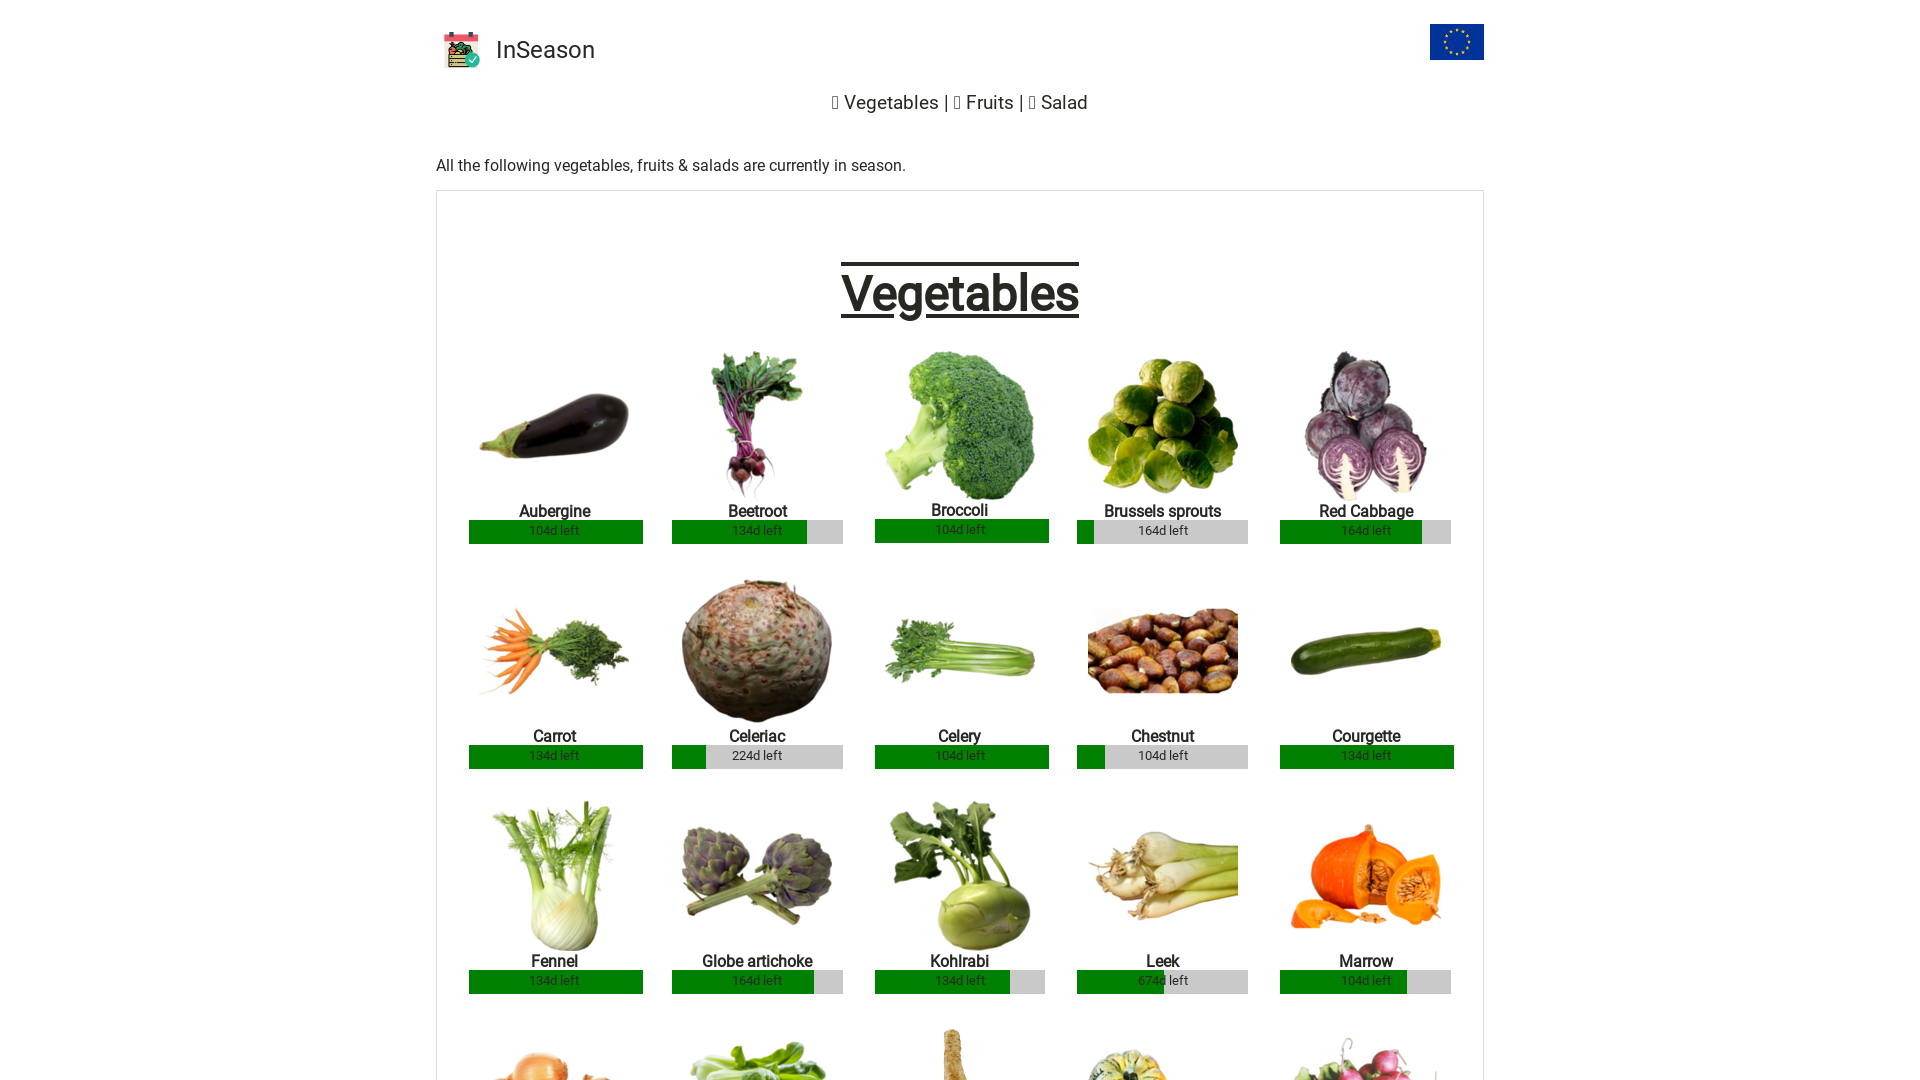 InSeason
Vegetables | Fruits | Salad
All the following vegetables, fruits & salads are currently in season.
Vegetables
Aubergine
104d left
Beetroot
134d left
Broccoli
104d left
Brussels sprouts
164d left
Red Cabbage
164d left
Carrot
134d left
Celeriac
224d left
Celery
104d left
Chestnut
104d left
Courgette
134d left
Fennel
134d left
Globe artichoke
164d left
Kohlrabi
134d left
Leek
674d left
Marrow
104d left